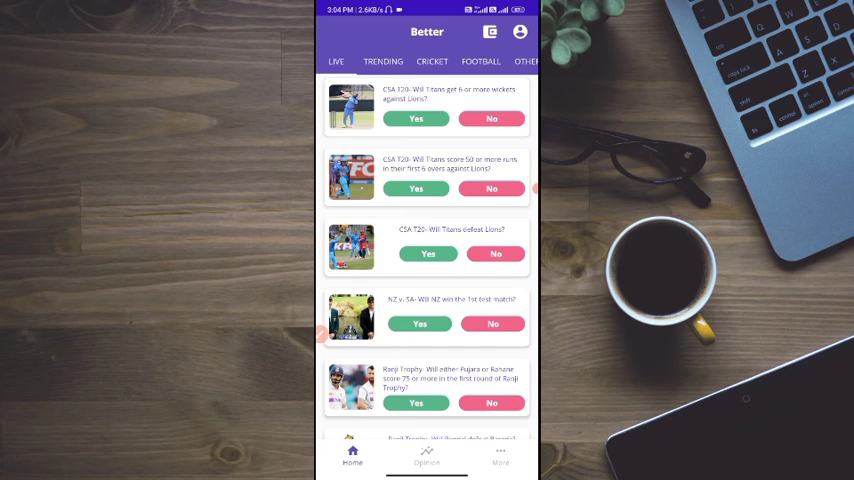 3:04 PM | 2.6KB/s
Better
LIVE TRENDING CRICKET FOOTBALL OTHER
CSA T20- Will Titans get 6 or more wickets
against Lions?
Yes No
CSA T20- Will Titans score 50 or more runs
in their first 6 overs against Lions?
Yes No
CSA T20- Will Titans defeat Lions?
Yes No
NZ v. SA- Will NZ win the 1st test match?
Yes No
Ranji Trophy- Will either Pujara or Rahane
score 75 or more in the first round of Ranji
Trophy?
Yes No
Home Opinion More